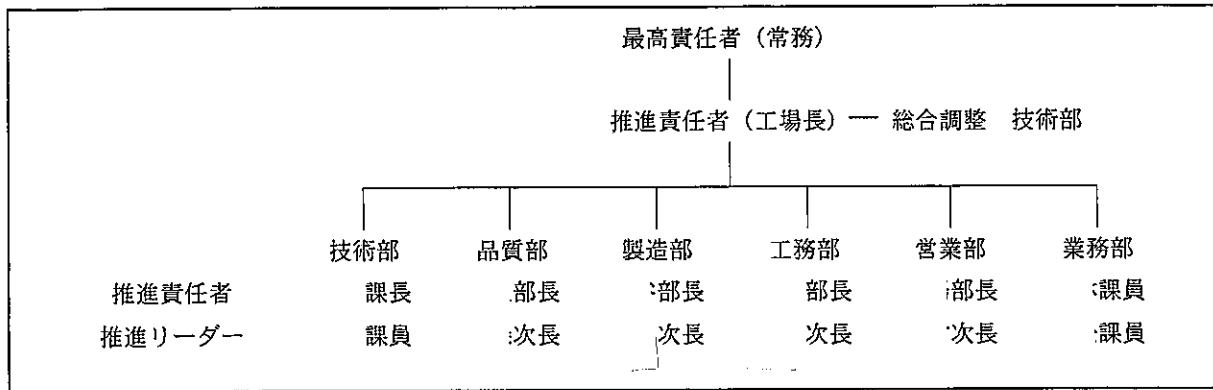 最高責任者（常務）
推進責任者（工場長）― 総合調整　技術部
技術部　品質部　製造部　工務部　営業部　業務部
推進責任者　課長　部長　部長　部長　部長　課員
推進リーダー　課員　次長　次長　次長　次長　課員